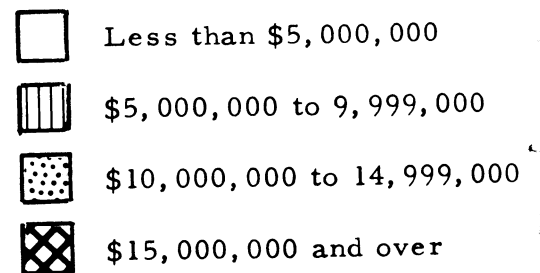 Less than $5,000,000
$5,000,000 to 9,999,000
$10,000,000 to 14,999,000
$15,000,000 and over